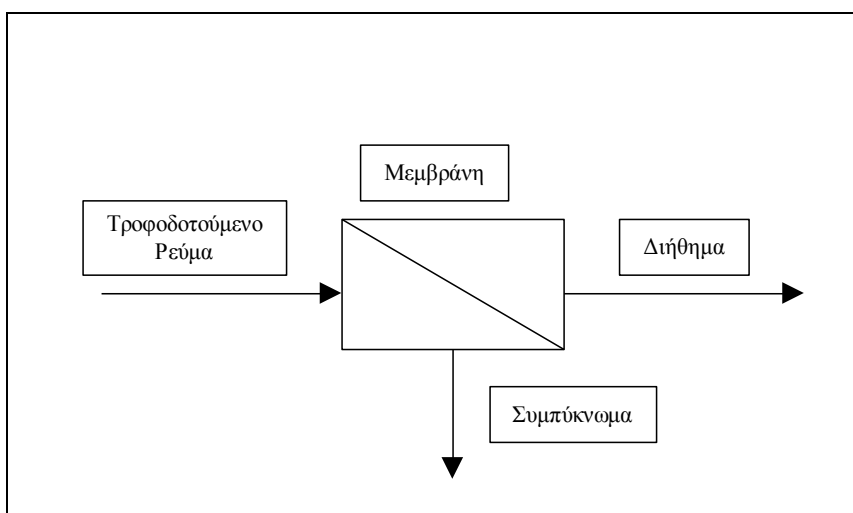 Μεμβράνη
Τροφοδοτούμενο
Ρεύμα
Διήθημα
Συμπύκνωμα